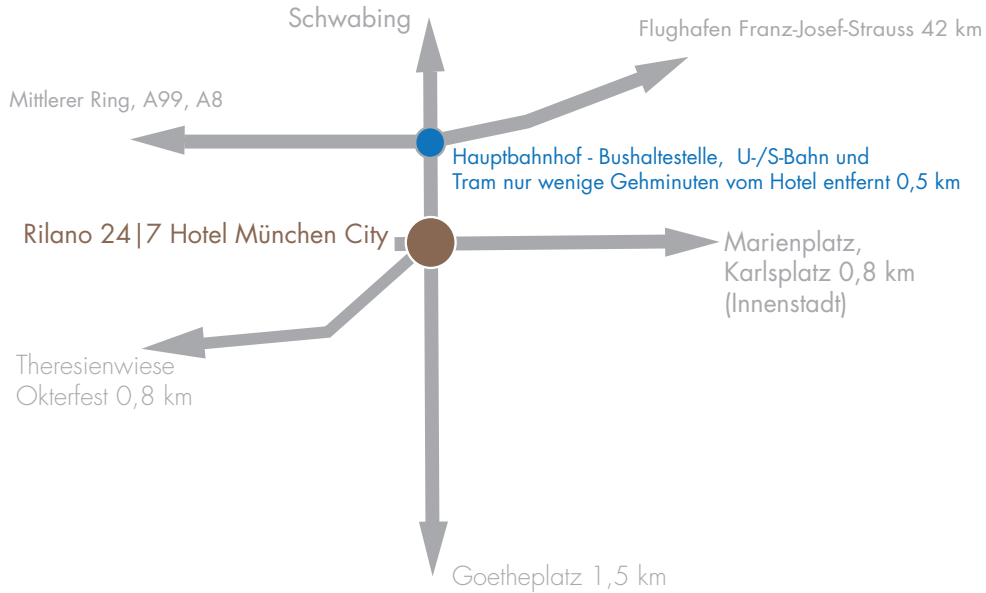 Schwabing
Flughafen Franz-Josef-Strauss 42 km
Mittlerer Ring, A99, A8
Hauptbahnhof - Bushaltestelle, U-/S-Bahn und
Tram nur wenige Gehminuten vom Hotel entfernt 0,5 km
Rilano 24|7 Hotel München City
Marienplatz,
Karlsplatz 0,8 km
(Innenstadt)
Theresienwiese
Okterfest 0,8 km
Goetheplatz 1,5 km